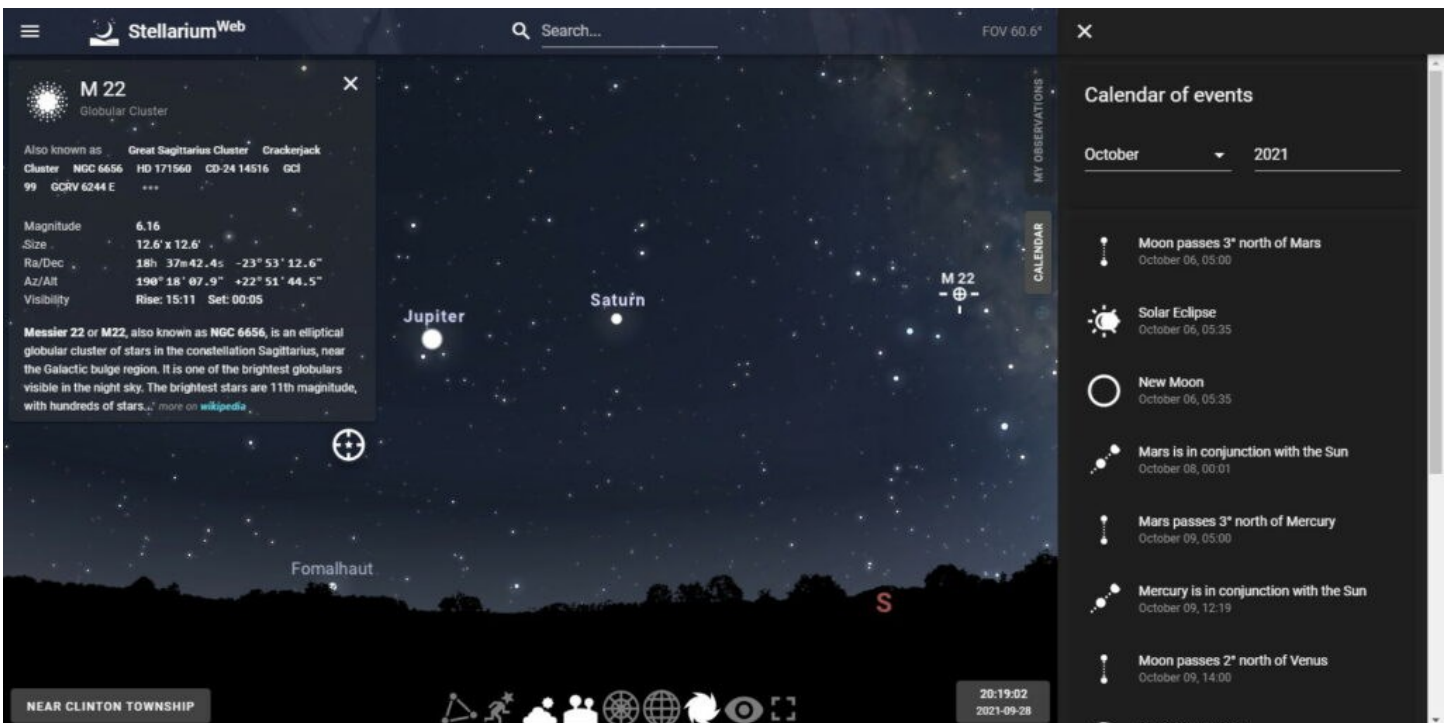 StellariumWeb
Search...
FOV 60.6°
M 22
Globular Cluster
Also known as Great Sagittarius Cluster Crackerjack
Cluster NGC 6656 HD 171560 CD-24 14516 GCl
99 GCRV 6244 E •••
Magnitude 6.16
Size 12.6' x 12.6'
Ra/Dec 18h 37m42.4s -23°53'12.6"
Az/Alt 190°18'07.9" +22°51'44.5"
Visibility Rise: 15:11 Set: 00:05
Messier 22 or M22, also known as NGC 6656, is an elliptical
globular cluster of stars in the constellation Sagittarius, near
the Galactic bulge region. It is one of the brightest globulars
visible in the night sky. The brightest stars are 11th magnitude,
with hundreds of stars... more on wikipedia
Jupiter
Saturn
M 22
Fomalhaut
S
MY OBSERVATIONS
CALENDAR
NEAR CLINTON TOWNSHIP
20:19:02
2021-09-28
Calendar of events
October 2021
Moon passes 3° north of Mars
October 06, 05:00
Solar Eclipse
October 06, 05:35
New Moon
October 06, 05:35
Mars is in conjunction with the Sun
October 08, 00:01
Mars passes 3° north of Mercury
October 09, 05:00
Mercury is in conjunction with the Sun
October 09, 12:19
Moon passes 2° north of Venus
October 09, 14:00